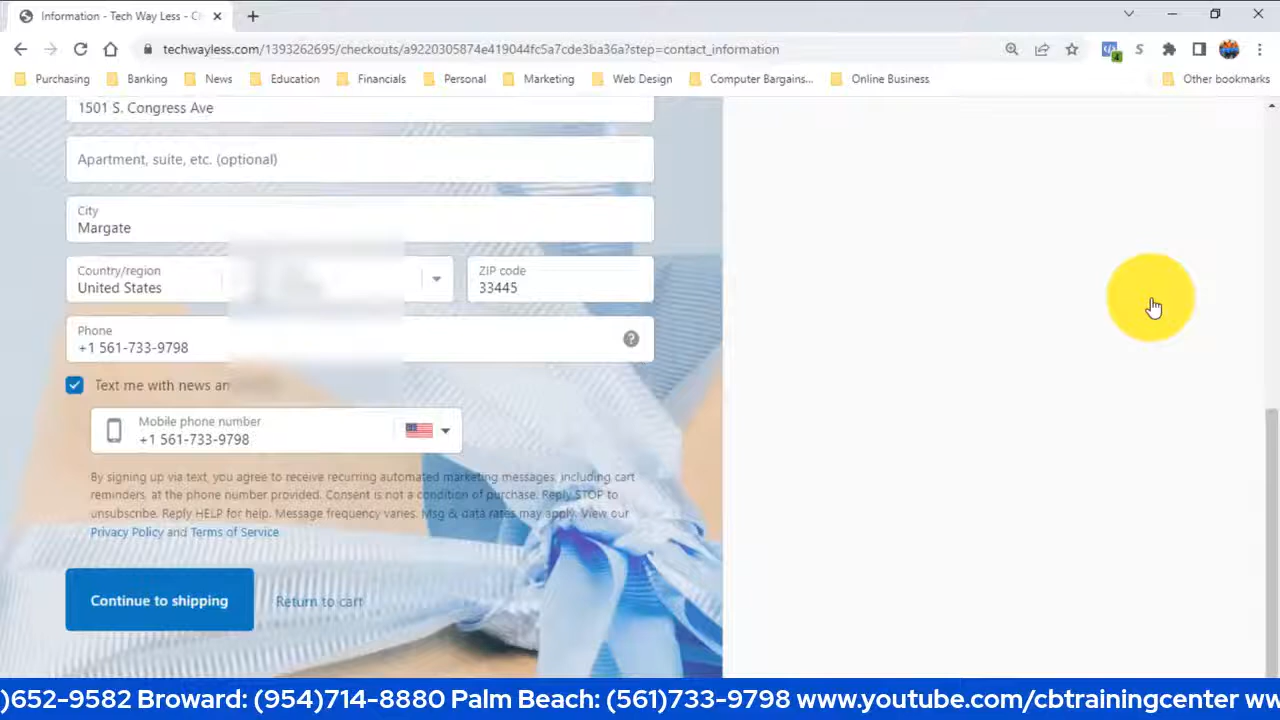 Information - Tech Way Less - C
techwayless.com/1393262695/checkouts/a9220305874e419044fc5a7cde3ba36a?step=contact_information
S
4
Purchasing
Banking
News
Education
Financials
Personal
Marketing
Web Design
Computer Bargains...
Online Business
Other bookmarks
1501 S. Congress Ave
Apartment, suite, etc. (optional)
City
Margate
Country/region
United States
ZIP code
33445
Phone
+1 561-733-9798
?
Text me with news an
Mobile phone number
+1 561-733-9798
By signing up via text, you agree to receive recurring automated marketing messages, including cart
reminders, at the phone number provided. Consent is not a condition of purchase. Reply STOP to
unsubscribe. Reply HELP for help. Message frequency varies. Msg & data rates may apply. View our
Privacy Policy and Terms of Service
Continue to shipping
Return to cart
)652-9582 Broward: (954)714-8880 Palm Beach: (561)733-9798 www.youtube.com/cbtrainingcenter ww